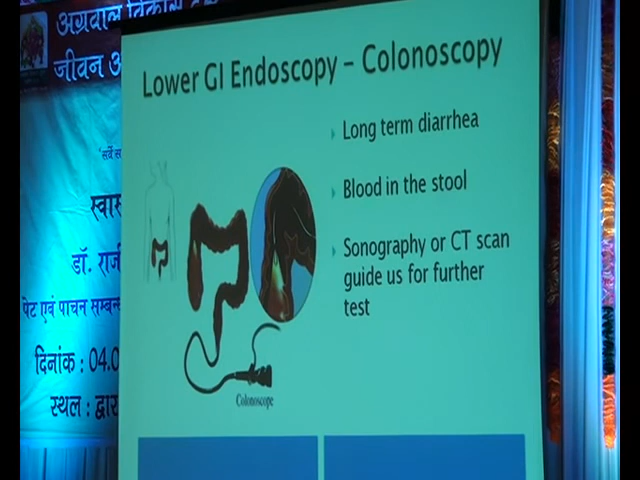 अग्रवाल विकास
जीवन
स्वास
डॉ. राजी
पेट एवं पाचन सम्बन्ध
दिनांक : 04.0
स्थल : द्वार
Lower GI Endoscopy – Colonoscopy
Long term diarrhea
Blood in the stool
Sonography or CT scan
guide us for further
test
Colonoscope